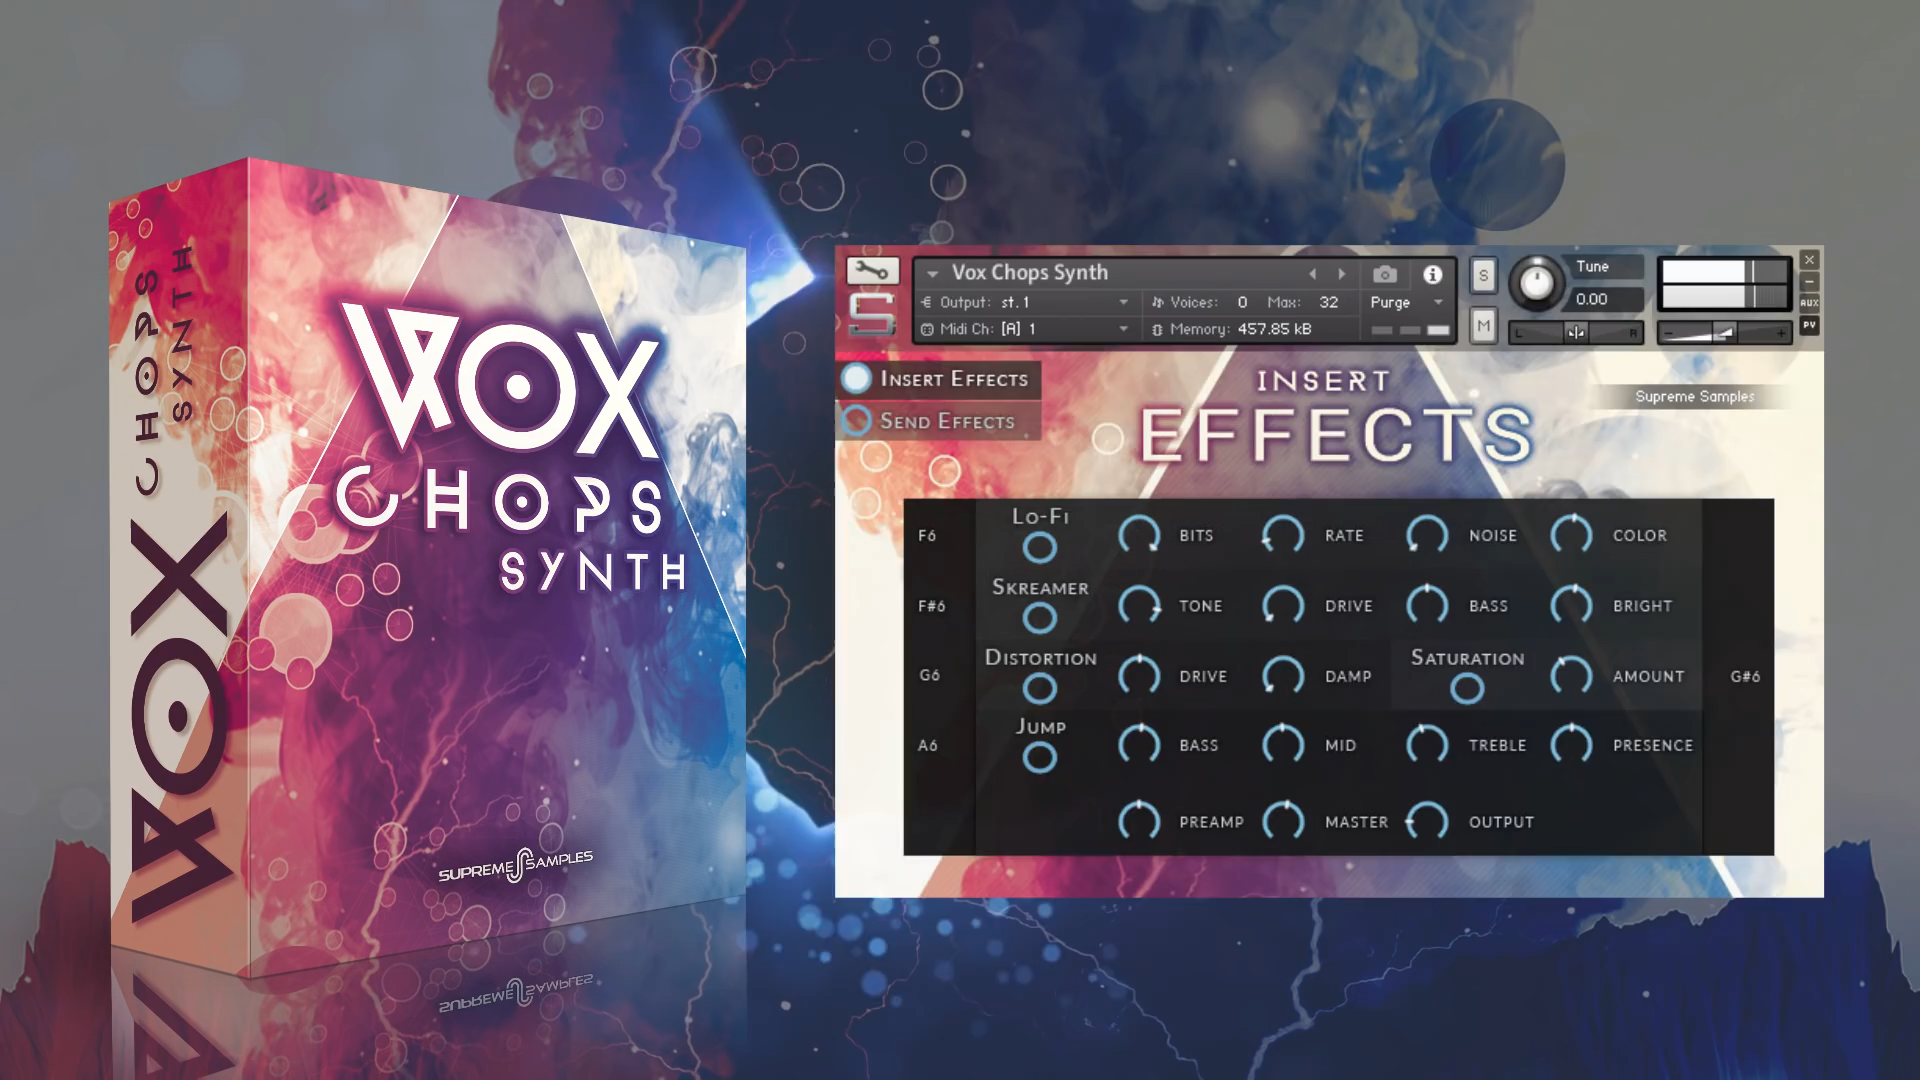 VOX
CHOPS
SYNTH
VOX
CHOPS
SYNTH
SUPREME SAMPLES
Vox Chops Synth
Output: st. 1
Voices: 0 Max: 32
Purge
Midi Ch: [A] 1
Memory: 457.85 kB
S
M
Tune
0.00
L R
- +
AUX
PV
INSERT EFFECTS
SEND EFFECTS
INSERT
EFFECTS
Supreme Samples
F6 LO-FI BITS RATE NOISE COLOR
F#6 SKREAMER TONE DRIVE BASS BRIGHT
G6 DISTORTION DRIVE DAMP SATURATION AMOUNT G#6
A6 JUMP BASS MID TREBLE PRESENCE
PREAMP MASTER OUTPUT
SUPREME SAMPLES